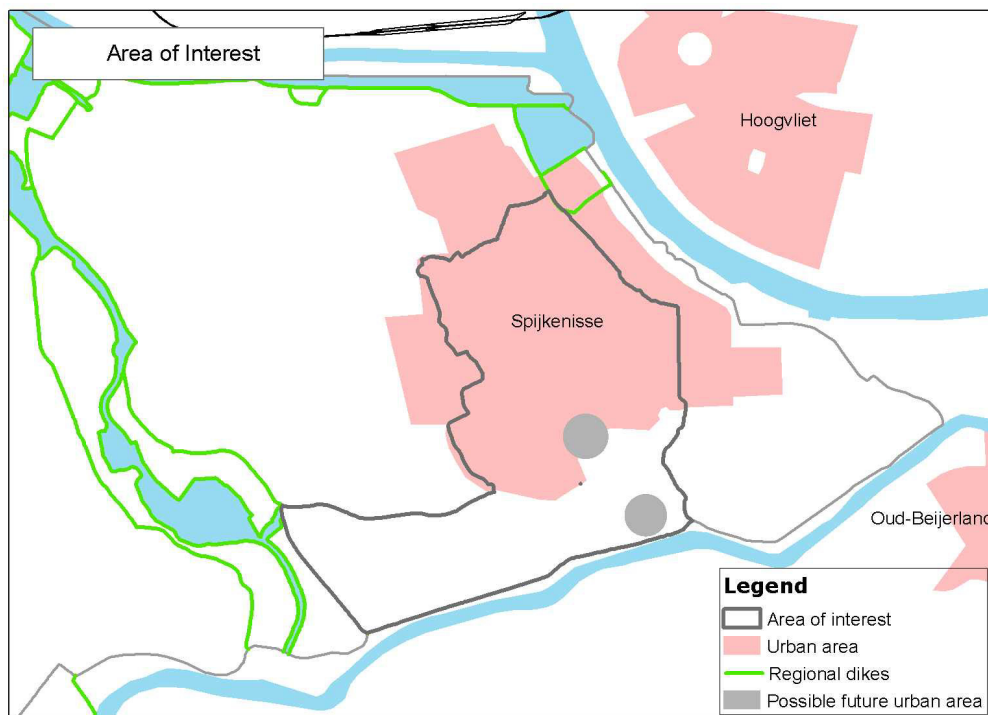 Area of Interest
Hoogvliet
Spijkenisse
Oud-Beijerland
Legend
Area of interest
Urban area
Regional dikes
Possible future urban area